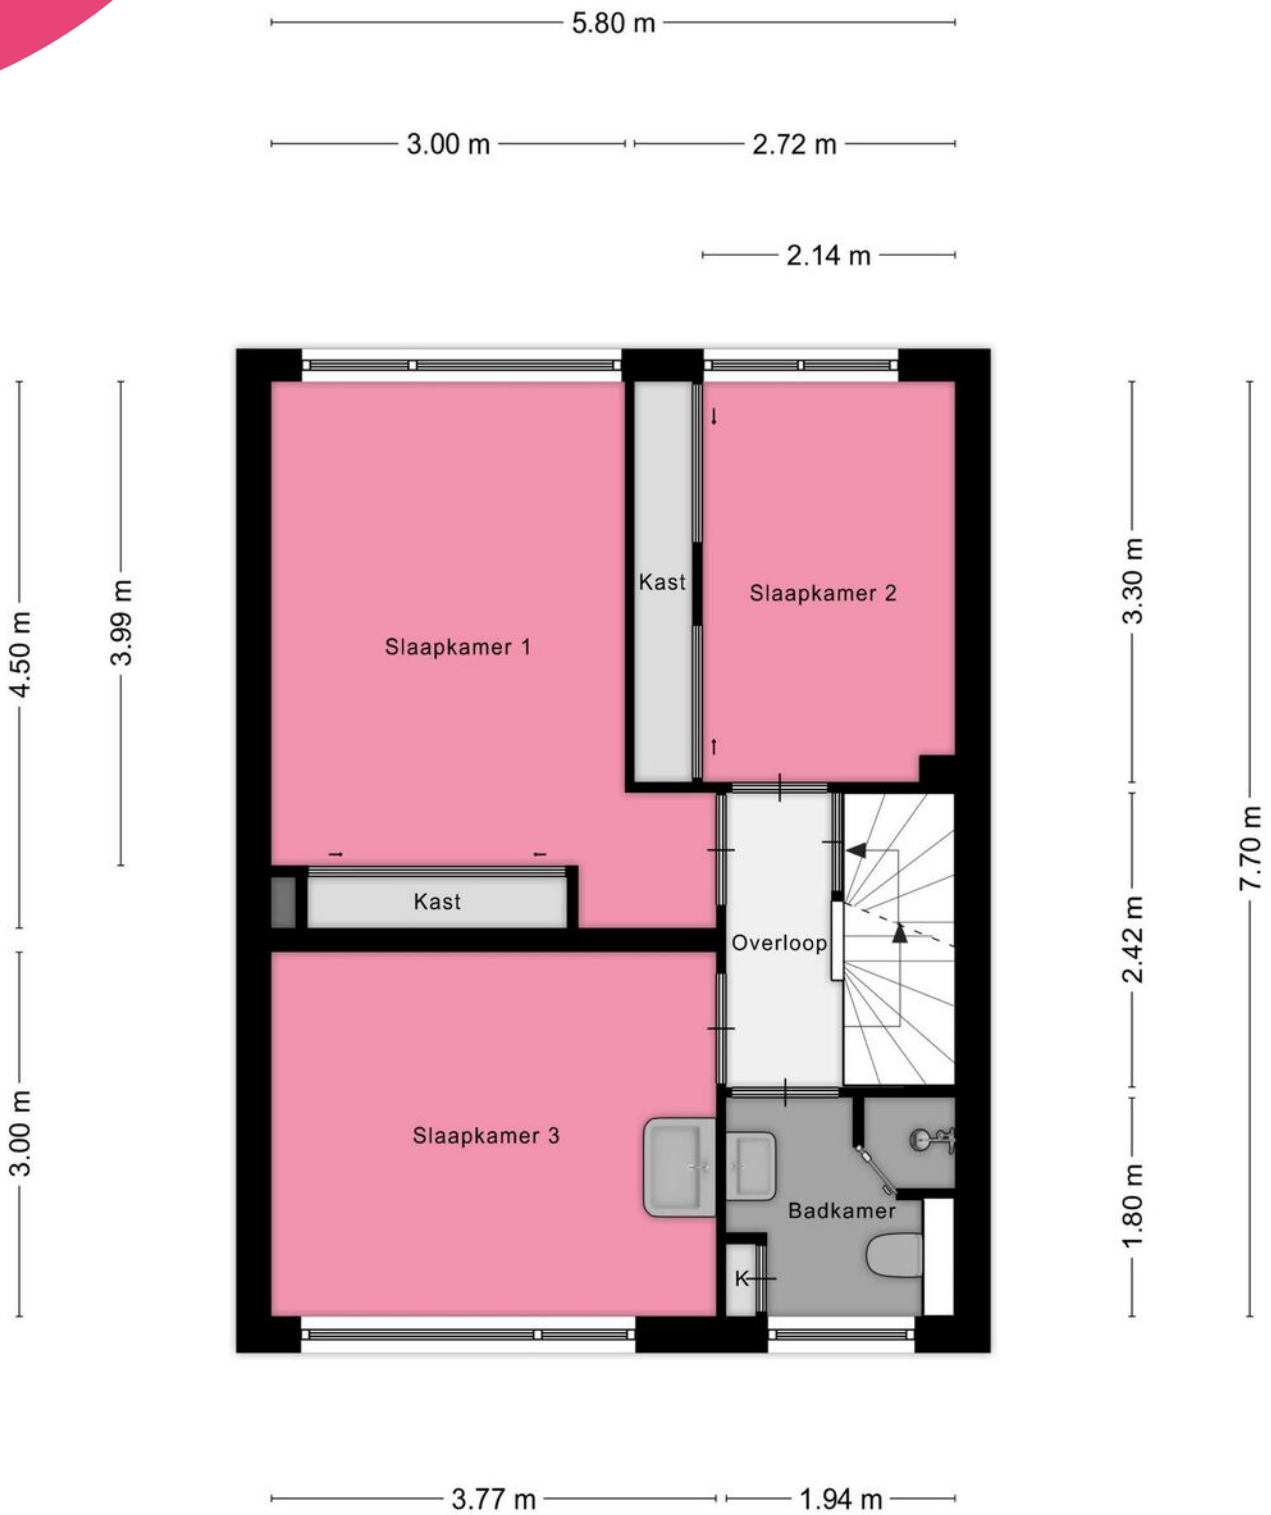 5.80 m
3.00 m
2.72 m
2.14 m
4.50 m
3.99 m
3.30 m
7.70 m
Kast
Slaapkamer 2
Slaapkamer 1
Kast
Overloop
2.42 m
3.00 m
Slaapkamer 3
Badkamer
1.80 m
K
3.77 m
1.94 m